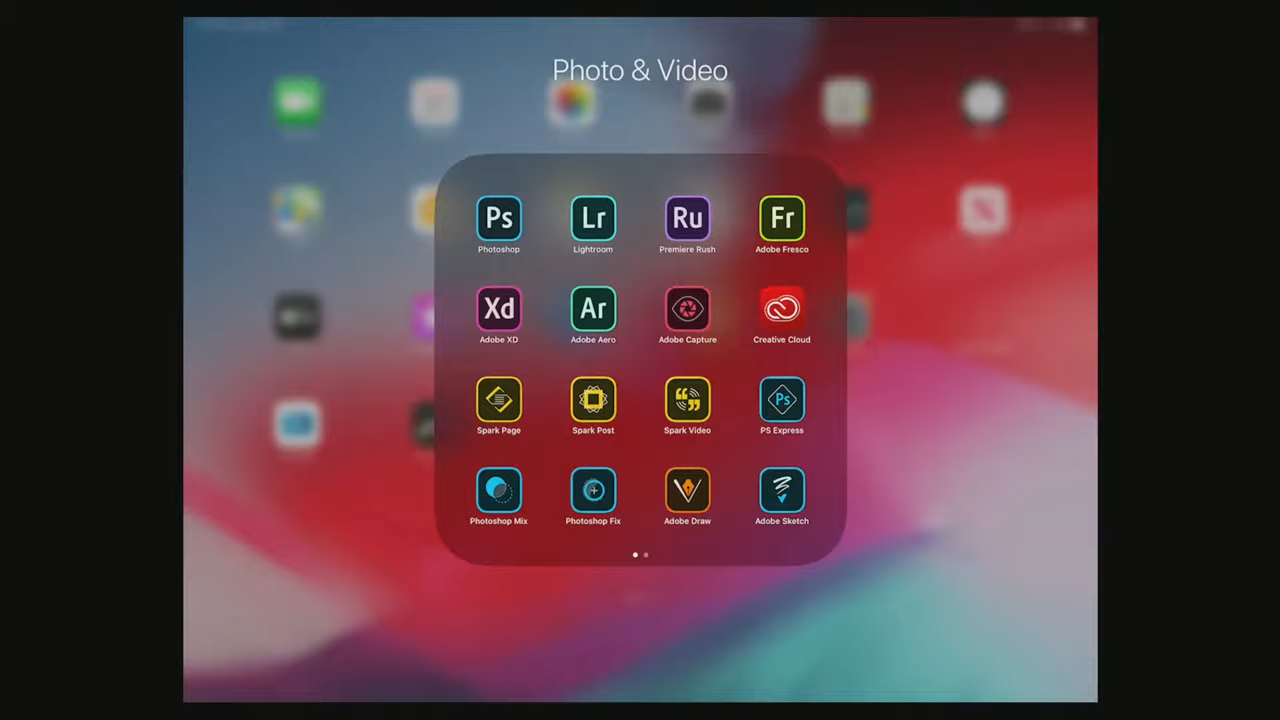 Photo & Video
Ps Lr Ru Fr
Photoshop Lightroom Premiere Rush Adobe Fresco
Xd Ar
Adobe XD Adobe Aero Adobe Capture Creative Cloud
Ps
Spark Page Spark Post Spark Video PS Express
Photoshop Mix Photoshop Fix Adobe Draw Adobe Sketch